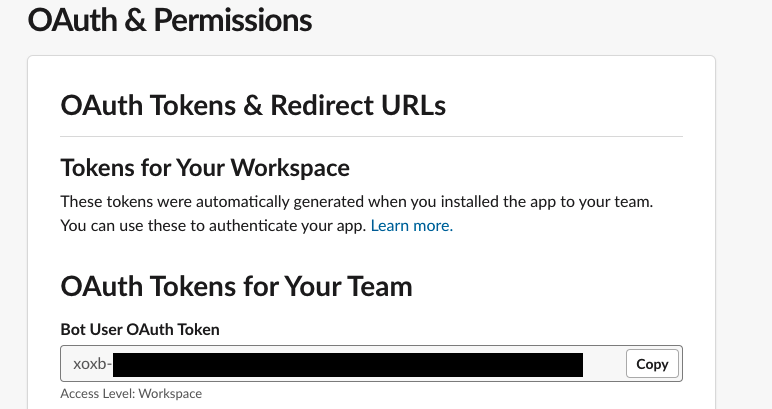 OAuth & Permissions
OAuth Tokens & Redirect URLs
Tokens for Your Workspace
These tokens were automatically generated when you installed the app to your team.
You can use these to authenticate your app. Learn more.
OAuth Tokens for Your Team
Bot User OAuth Token
xoxb-
Copy
Access Level: Workspace